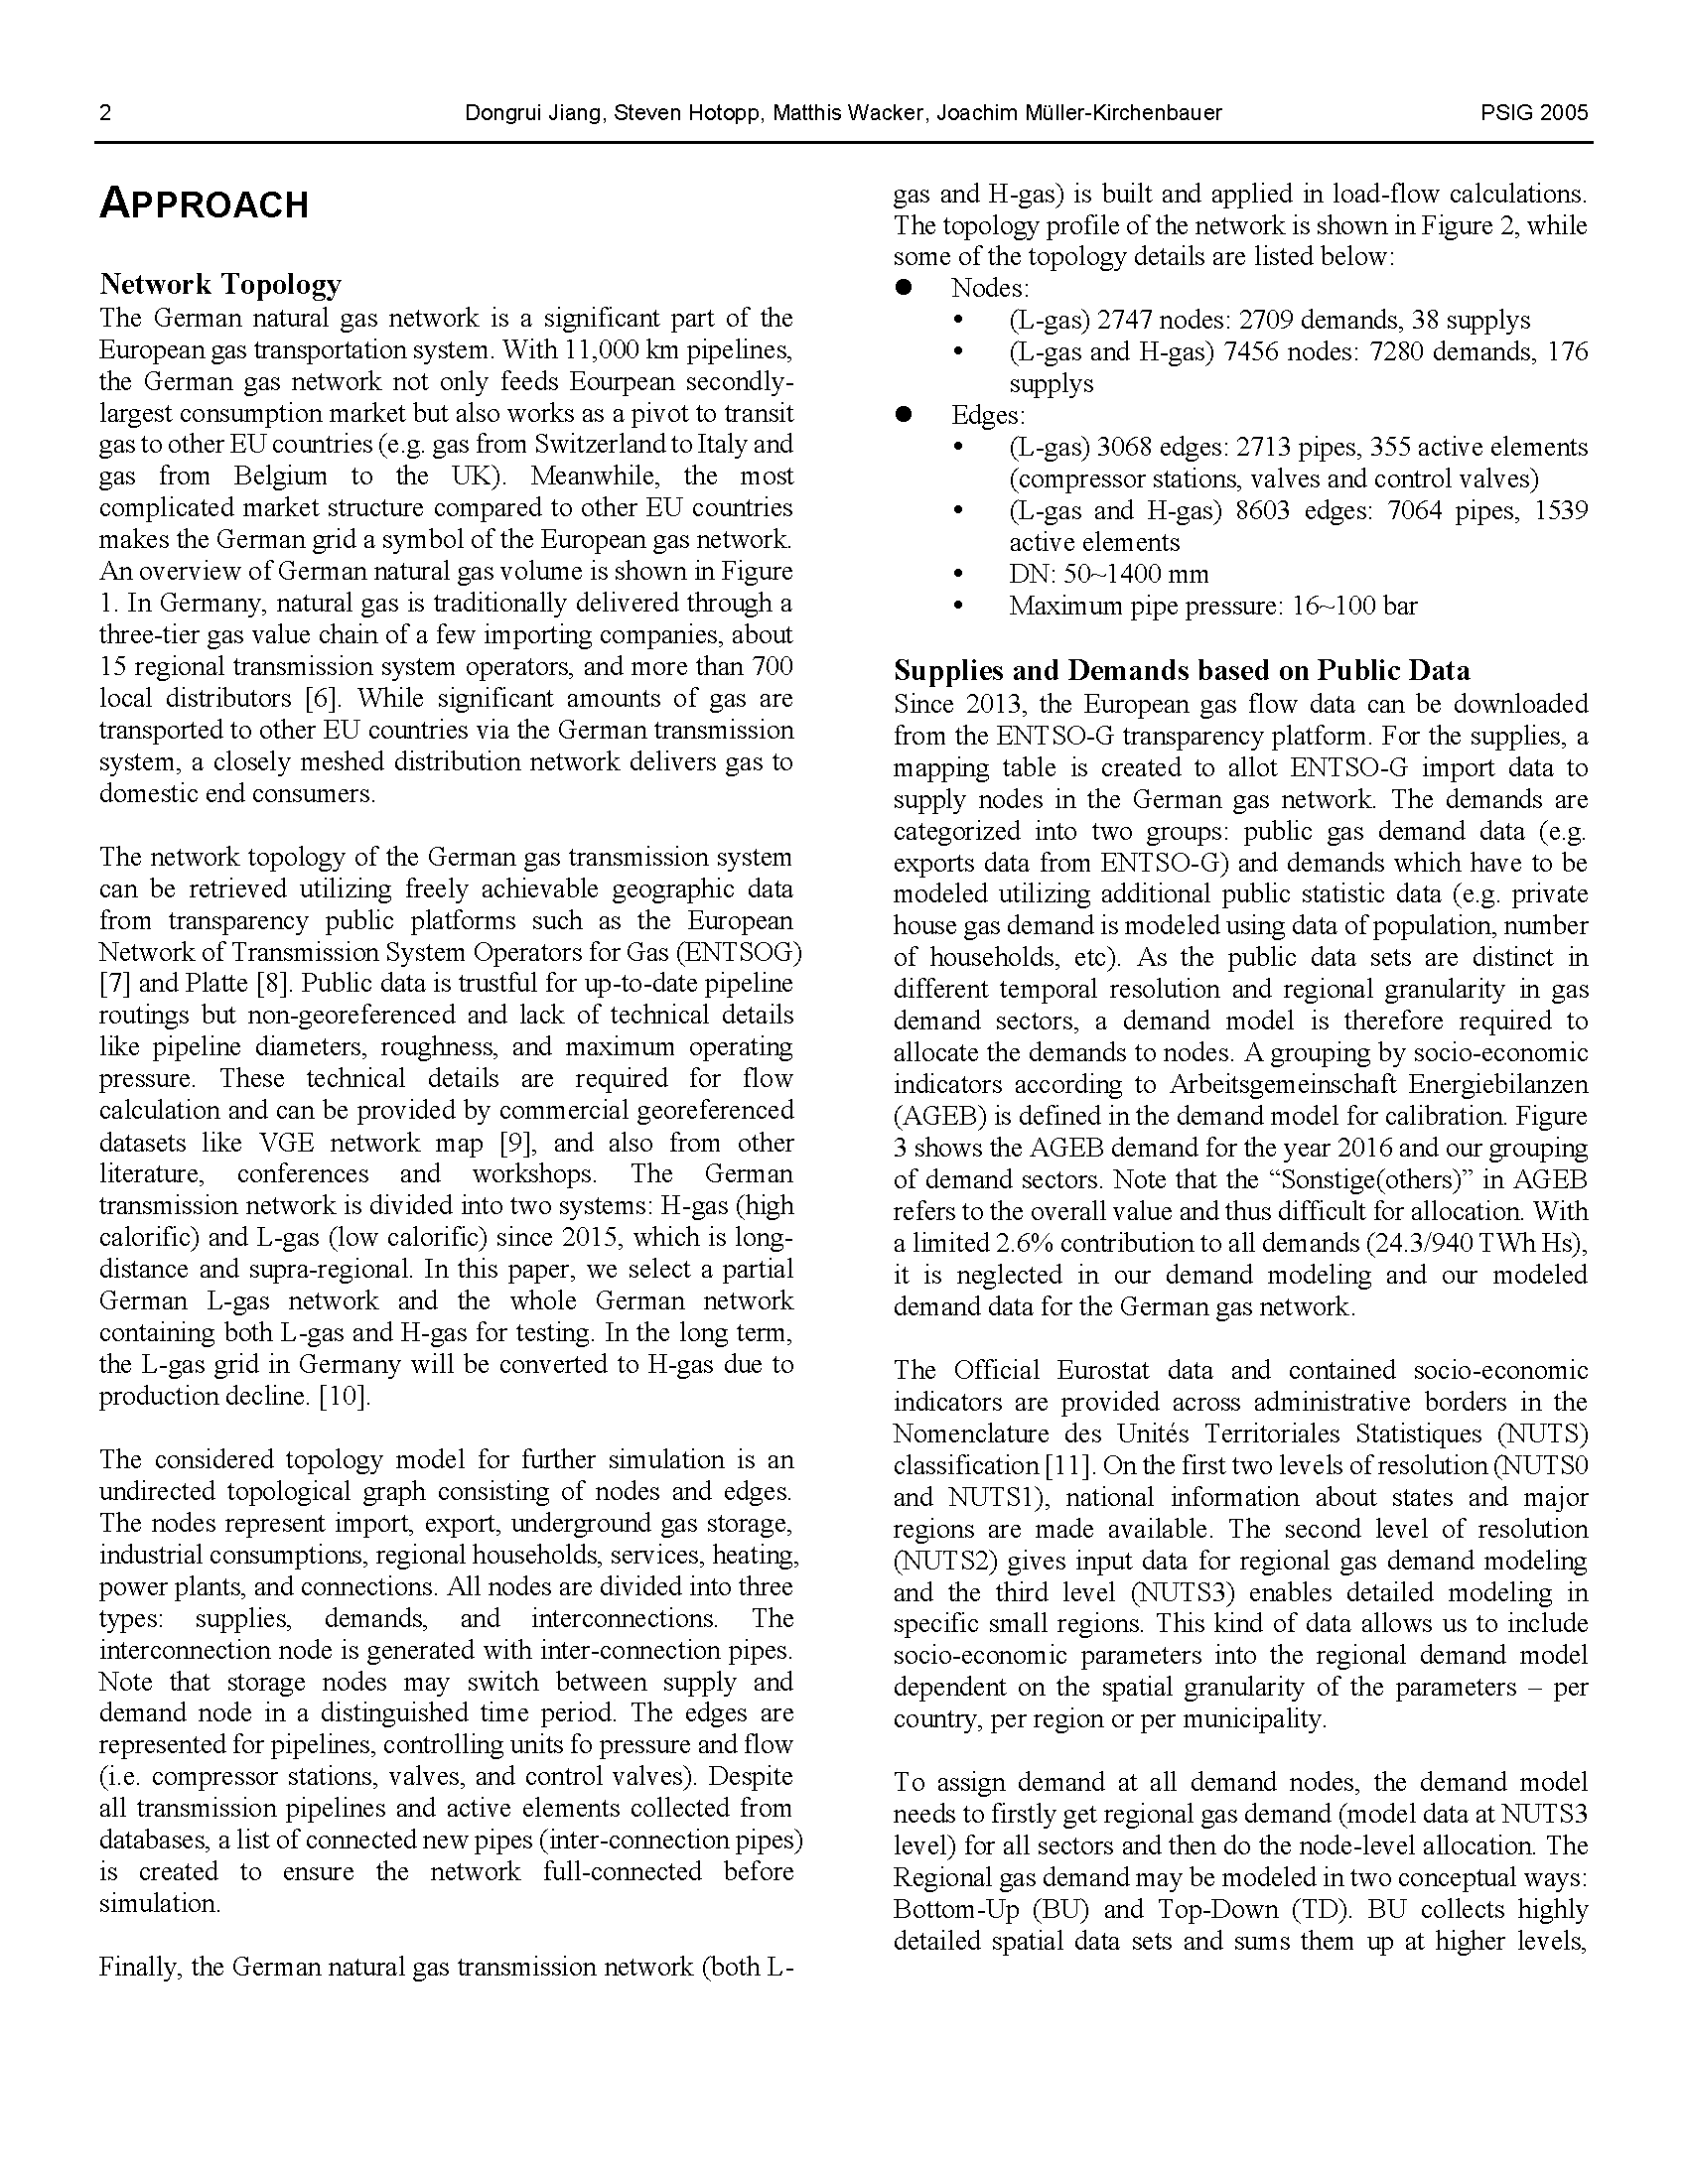 2
Dongrui Jiang, Steven Hotopp, Matthis Wacker, Joachim Müller-Kirchenbauer
PSIG 2005
APPROACH
Network Topology
The German natural gas network is a significant part of the
European gas transportation system. With 11,000 km pipelines,
the German gas network not only feeds Eourpean secondly-
largest consumption market but also works as a pivot to transit
gas to other EU countries (e.g. gas from Switzerland to Italy and
gas from Belgium to the UK). Meanwhile, the most
complicated market structure compared to other EU countries
makes the German grid a symbol of the European gas network.
An overview of German natural gas volume is shown in Figure
1. In Germany, natural gas is traditionally delivered through a
three-tier gas value chain of a few importing companies, about
15 regional transmission system operators, and more than 700
local distributors [6]. While significant amounts of gas are
transported to other EU countries via the German transmission
system, a closely meshed distribution network delivers gas to
domestic end consumers.
The network topology of the German gas transmission system
can be retrieved utilizing freely achievable geographic data
from transparency public platforms such as the European
Network of Transmission System Operators for Gas (ENTSOG)
[7] and Platte [8]. Public data is trustful for up-to-date pipeline
routings but non-georeferenced and lack of technical details
like pipeline diameters, roughness, and maximum operating
pressure. These technical details are required for flow
calculation and can be provided by commercial georeferenced
datasets like VGE network map [9], and also from other
literature, conferences and workshops. The German
transmission network is divided into two systems: H-gas (high
calorific) and L-gas (low calorific) since 2015, which is long-
distance and supra-regional. In this paper, we select a partial
German L-gas network and the whole German network
containing both L-gas and H-gas for testing. In the long term,
the L-gas grid in Germany will be converted to H-gas due to
production decline. [10].
The considered topology model for further simulation is an
undirected topological graph consisting of nodes and edges.
The nodes represent import, export, underground gas storage,
industrial consumptions, regional households, services, heating,
power plants, and connections. All nodes are divided into three
types: supplies, demands, and interconnections. The
interconnection node is generated with inter-connection pipes.
Note that storage nodes may switch between supply and
demand node in a distinguished time period. The edges are
represented for pipelines, controlling units fo pressure and flow
(i.e. compressor stations, valves, and control valves). Despite
all transmission pipelines and active elements collected from
databases, a list of connected new pipes (inter-connection pipes)
is created to ensure the network full-connected before
simulation.
Finally, the German natural gas transmission network (both L-
gas and H-gas) is built and applied in load-flow calculations.
The topology profile of the network is shown in Figure 2, while
some of the topology details are listed below:
● Nodes:
• (L-gas) 2747 nodes: 2709 demands, 38 supplys
• (L-gas and H-gas) 7456 nodes: 7280 demands, 176
supplys
● Edges:
• (L-gas) 3068 edges: 2713 pipes, 355 active elements
(compressor stations, valves and control valves)
• (L-gas and H-gas) 8603 edges: 7064 pipes, 1539
active elements
• DN: 50~1400 mm
• Maximum pipe pressure: 16~100 bar
Supplies and Demands based on Public Data
Since 2013, the European gas flow data can be downloaded
from the ENTSO-G transparency platform. For the supplies, a
mapping table is created to allot ENTSO-G import data to
supply nodes in the German gas network. The demands are
categorized into two groups: public gas demand data (e.g.
exports data from ENTSO-G) and demands which have to be
modeled utilizing additional public statistic data (e.g. private
house gas demand is modeled using data of population, number
of households, etc). As the public data sets are distinct in
different temporal resolution and regional granularity in gas
demand sectors, a demand model is therefore required to
allocate the demands to nodes. A grouping by socio-economic
indicators according to Arbeitsgemeinschaft Energiebilanzen
(AGEB) is defined in the demand model for calibration. Figure
3 shows the AGEB demand for the year 2016 and our grouping
of demand sectors. Note that the “Sonstige(others)” in AGEB
refers to the overall value and thus difficult for allocation. With
a limited 2.6% contribution to all demands (24.3/940 TWh Hs),
it is neglected in our demand modeling and our modeled
demand data for the German gas network.
The Official Eurostat data and contained socio-economic
indicators are provided across administrative borders in the
Nomenclature des Unités Territoriales Statistiques (NUTS)
classification [11]. On the first two levels of resolution (NUTS0
and NUTS1), national information about states and major
regions are made available. The second level of resolution
(NUTS2) gives input data for regional gas demand modeling
and the third level (NUTS3) enables detailed modeling in
specific small regions. This kind of data allows us to include
socio-economic parameters into the regional demand model
dependent on the spatial granularity of the parameters – per
country, per region or per municipality.
To assign demand at all demand nodes, the demand model
needs to firstly get regional gas demand (model data at NUTS3
level) for all sectors and then do the node-level allocation. The
Regional gas demand may be modeled in two conceptual ways:
Bottom-Up (BU) and Top-Down (TD). BU collects highly
detailed spatial data sets and sums them up at higher levels,